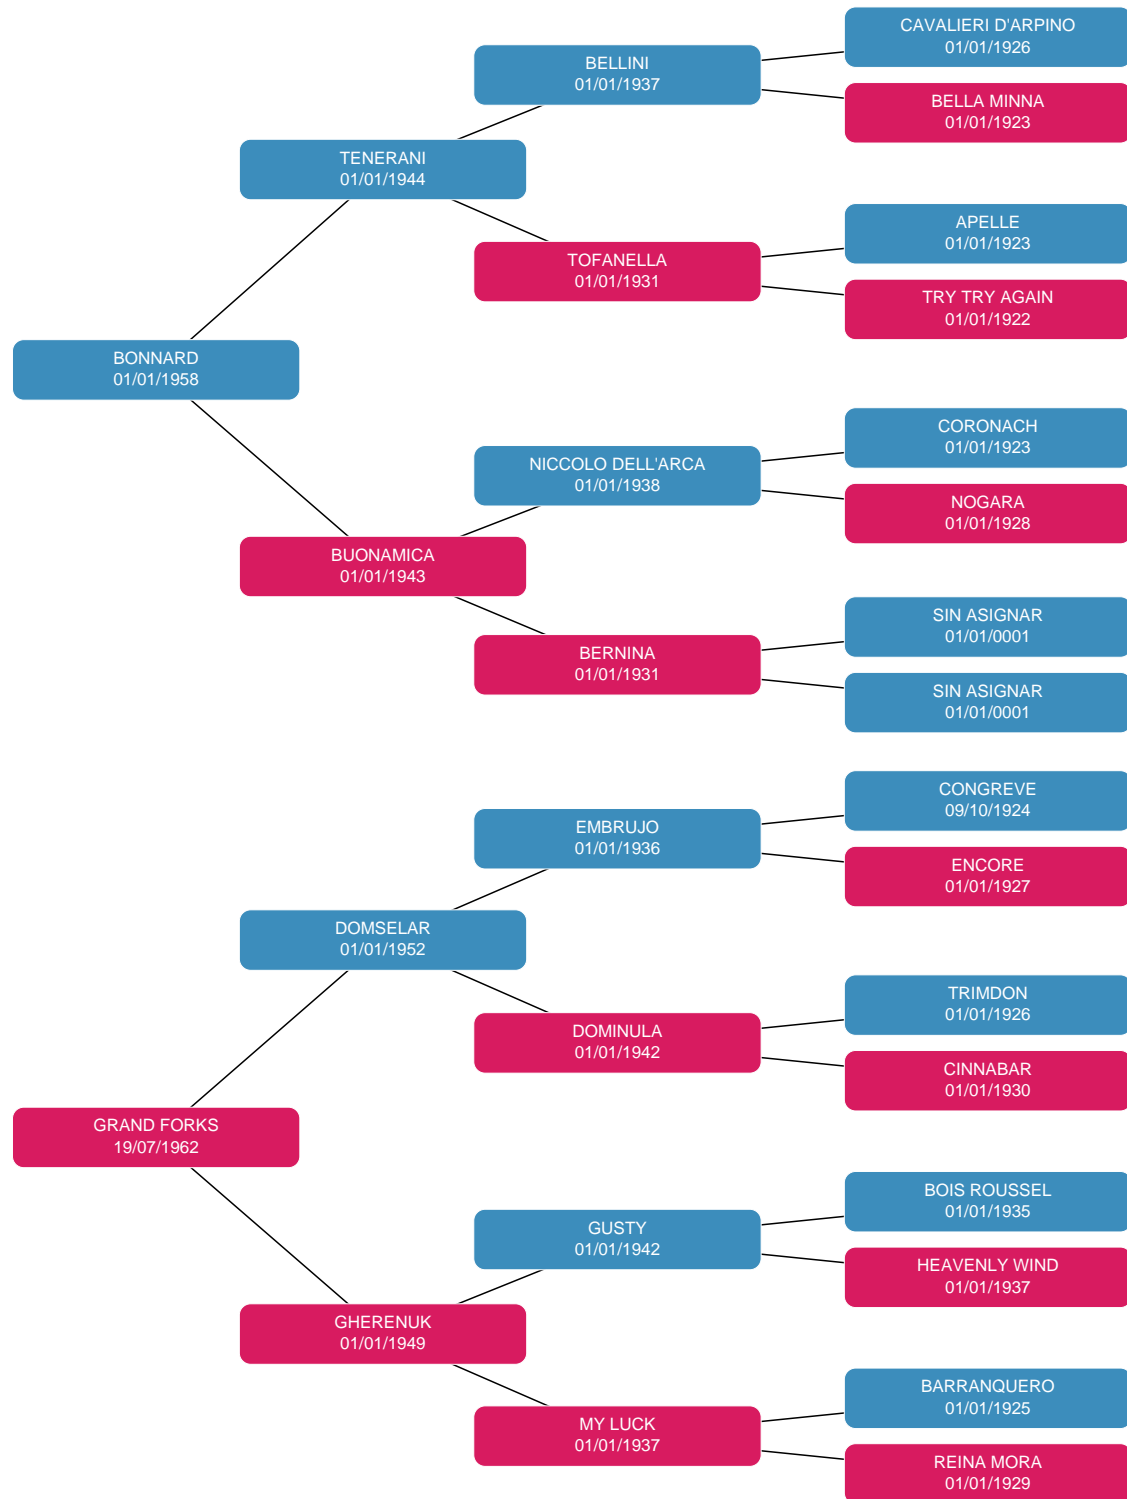 CAVALIERI D'ARPINO
01/01/1926
BELLINI
01/01/1937
BELLA MINNA
01/01/1923
TENERANI
01/01/1944
APELLE
01/01/1923
TOFANELLA
01/01/1931
TRY TRY AGAIN
01/01/1922
BONNARD
01/01/1958
CORONACH
01/01/1923
NICCOLO DELL'ARCA
01/01/1938
NOGARA
01/01/1928
BUONAMICA
01/01/1943
SIN ASIGNAR
01/01/0001
BERNINA
01/01/1931
SIN ASIGNAR
01/01/0001
CONGREVE
09/10/1924
EMBRUJO
01/01/1936
ENCORE
01/01/1927
DOMSELAR
01/01/1952
TRIMDON
01/01/1926
DOMINULA
01/01/1942
CINNABAR
01/01/1930
GRAND FORKS
19/07/1962
BOIS ROUSSEL
01/01/1935
GUSTY
01/01/1942
HEAVENLY WIND
01/01/1937
GHERENUK
01/01/1949
BARRANQUERO
01/01/1925
MY LUCK
01/01/1937
REINA MORA
01/01/1929